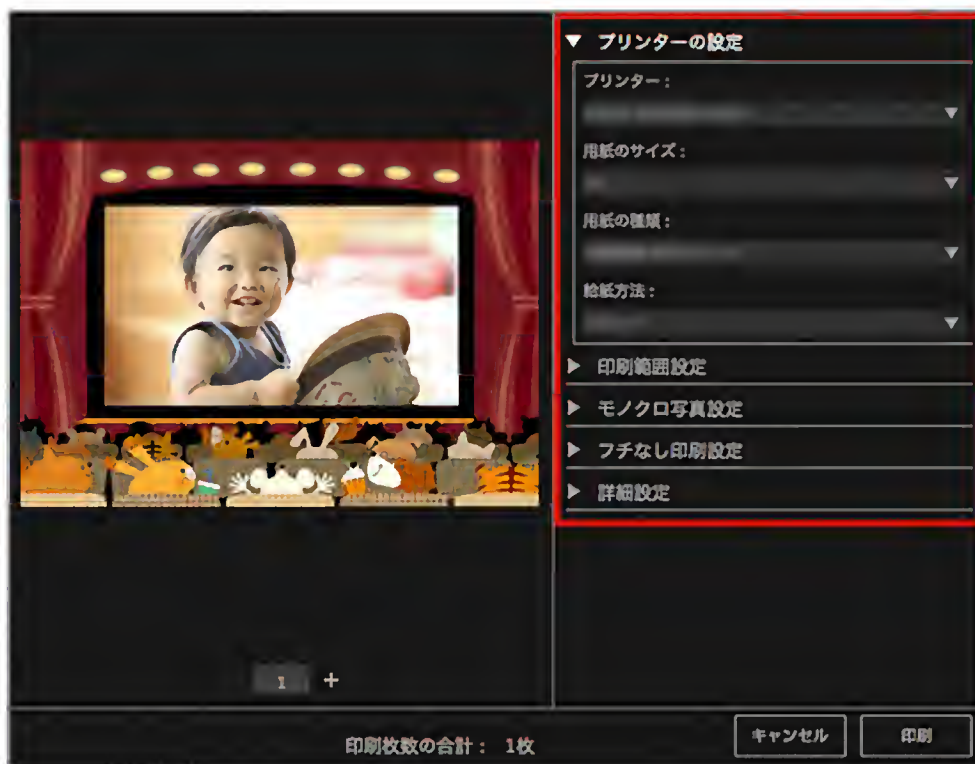 プリンターの設定
プリンター：
用紙のサイズ：
用紙の種類：
給紙方法：
印刷範囲設定
モノクロ写真設定
フチなし印刷設定
詳細設定
1 +
印刷枚数の合計： 1枚
キャンセル 印刷